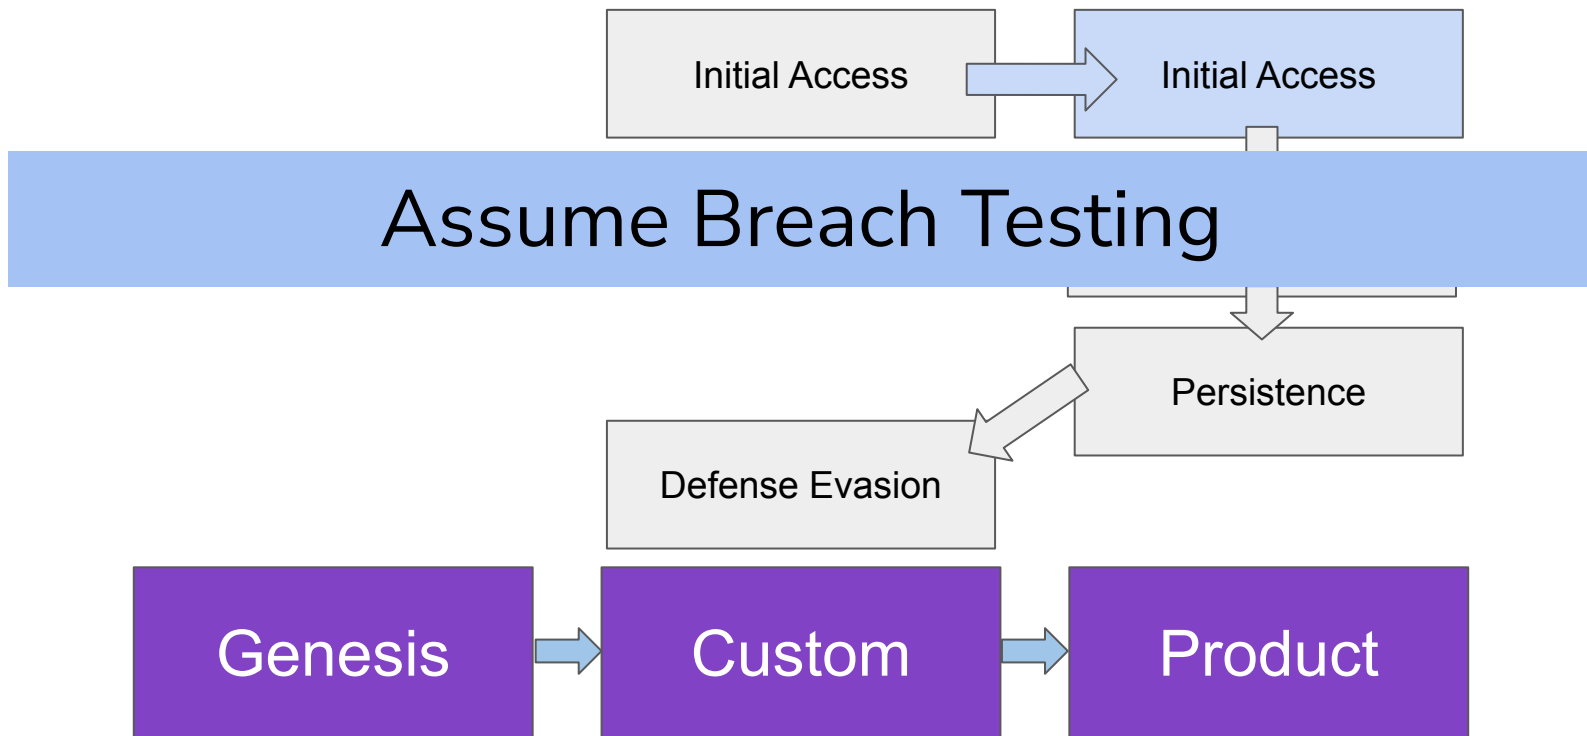 Initial Access
Initial Access
Assume Breach Testing
Persistence
Defense Evasion
Genesis
Custom
Product